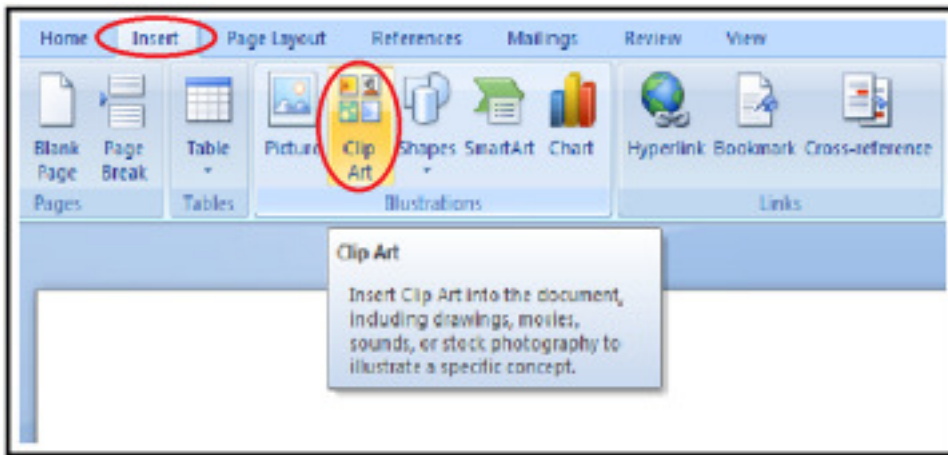 Home Insert Page Layout References Mailings Review View
Blank Page Table Picture Clip Shapes SmartArt Chart Hyperlink Bookmark Cross-reference
Page Break Art
Pages Tables Illustrations Links
Clip Art
Insert Clip Art into the document,
including drawings, movies,
sounds, or stock photography to
illustrate a specific concept.